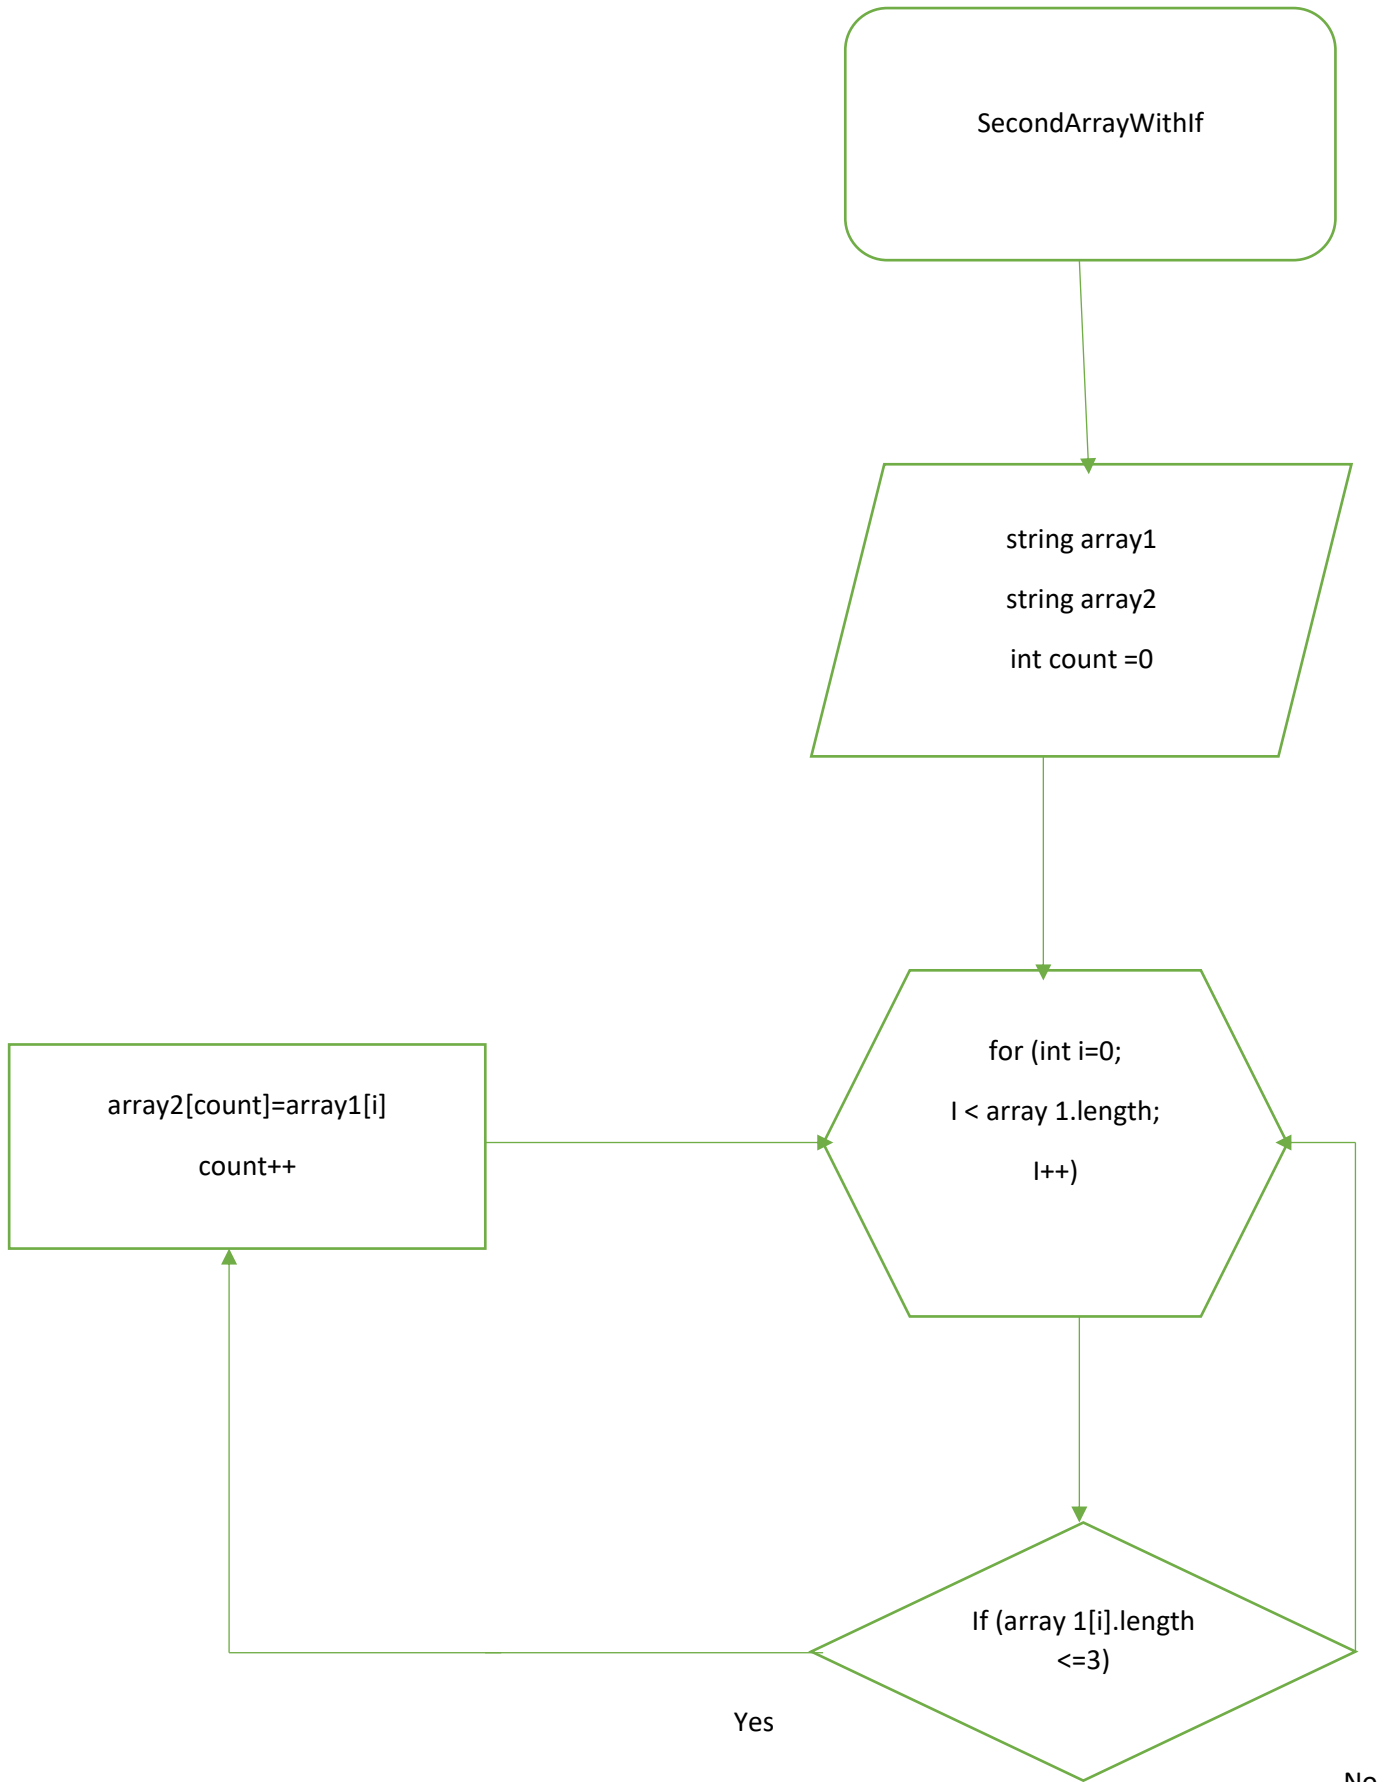 SecondArrayWithIf
string array1
string array2
int count =0
for (int i=0;
I < array 1.length;
I++)
array2[count]=array1[i]
count++
If (array 1[i].length
<=3)
Yes
No